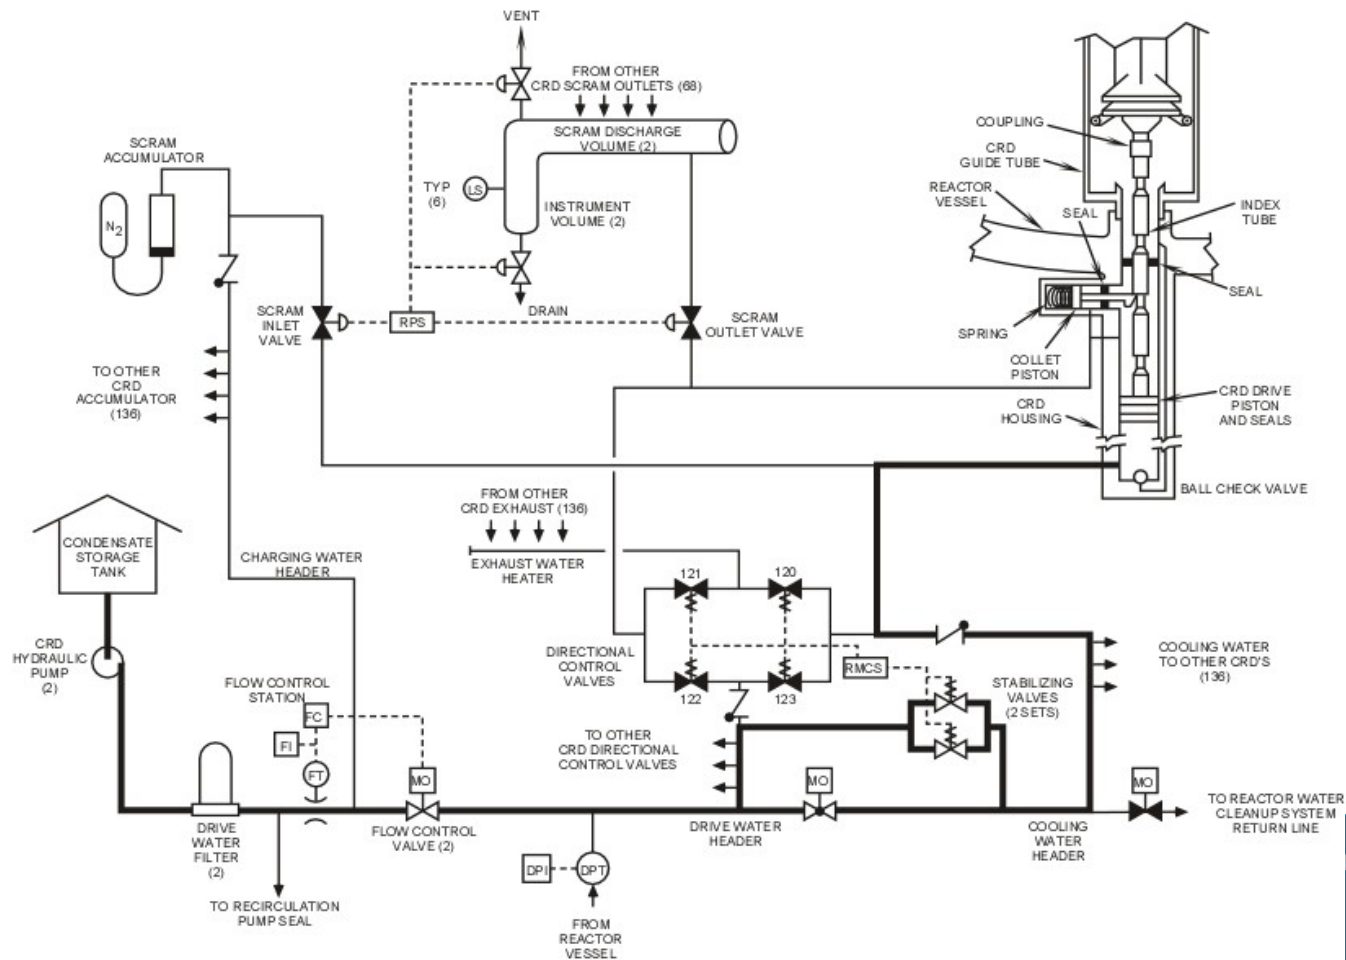 VENT
FROM OTHER
CRD SCRAM OUTLETS (68)
SCRAM DISCHARGE
VOLUME (2)
TYP
(6)
LS
INSTRUMENT
VOLUME (2)
DRAIN
SCRAM
ACCUMULATOR
N2
SCRAM
INLET
VALVE
RPS
SCRAM
OUTLET VALVE
TO OTHER
CRD
ACCUMULATOR
(136)
COUPLING
CRD
GUIDE TUBE
REACTOR
VESSEL
SEAL
INDEX
TUBE
SEAL
SPRING
COLLET
PISTON
CRD
HOUSING
CRD DRIVE
PISTON
AND SEALS
BALL CHECK VALVE
FROM OTHER
CRD EXHAUST (136)
EXHAUST WATER
HEATER
CONDENSATE
STORAGE
TANK
CHARGING WATER
HEADER
121
120
DIRECTIONAL
CONTROL
VALVES
122
123
RMCS
STABILIZING
VALVES
(2 SETS)
COOLING WATER
TO OTHER CRD'S
(136)
CRD
HYDRAULIC
PUMP
(2)
FLOW CONTROL
STATION
FC
FI
FT
MO
TO OTHER
CRD DIRECTIONAL
CONTROL VALVES
MO
MO
TO REACTOR WATER
CLEANUP SYSTEM
RETURN LINE
DRIVE
WATER
FILTER
(2)
FLOW CONTROL
VALVE (2)
DRIVE WATER
HEADER
COOLING
WATER
HEADER
DPI
DPT
TO RECIRCULATION
PUMP SEAL
FROM
REACTOR
VESSEL